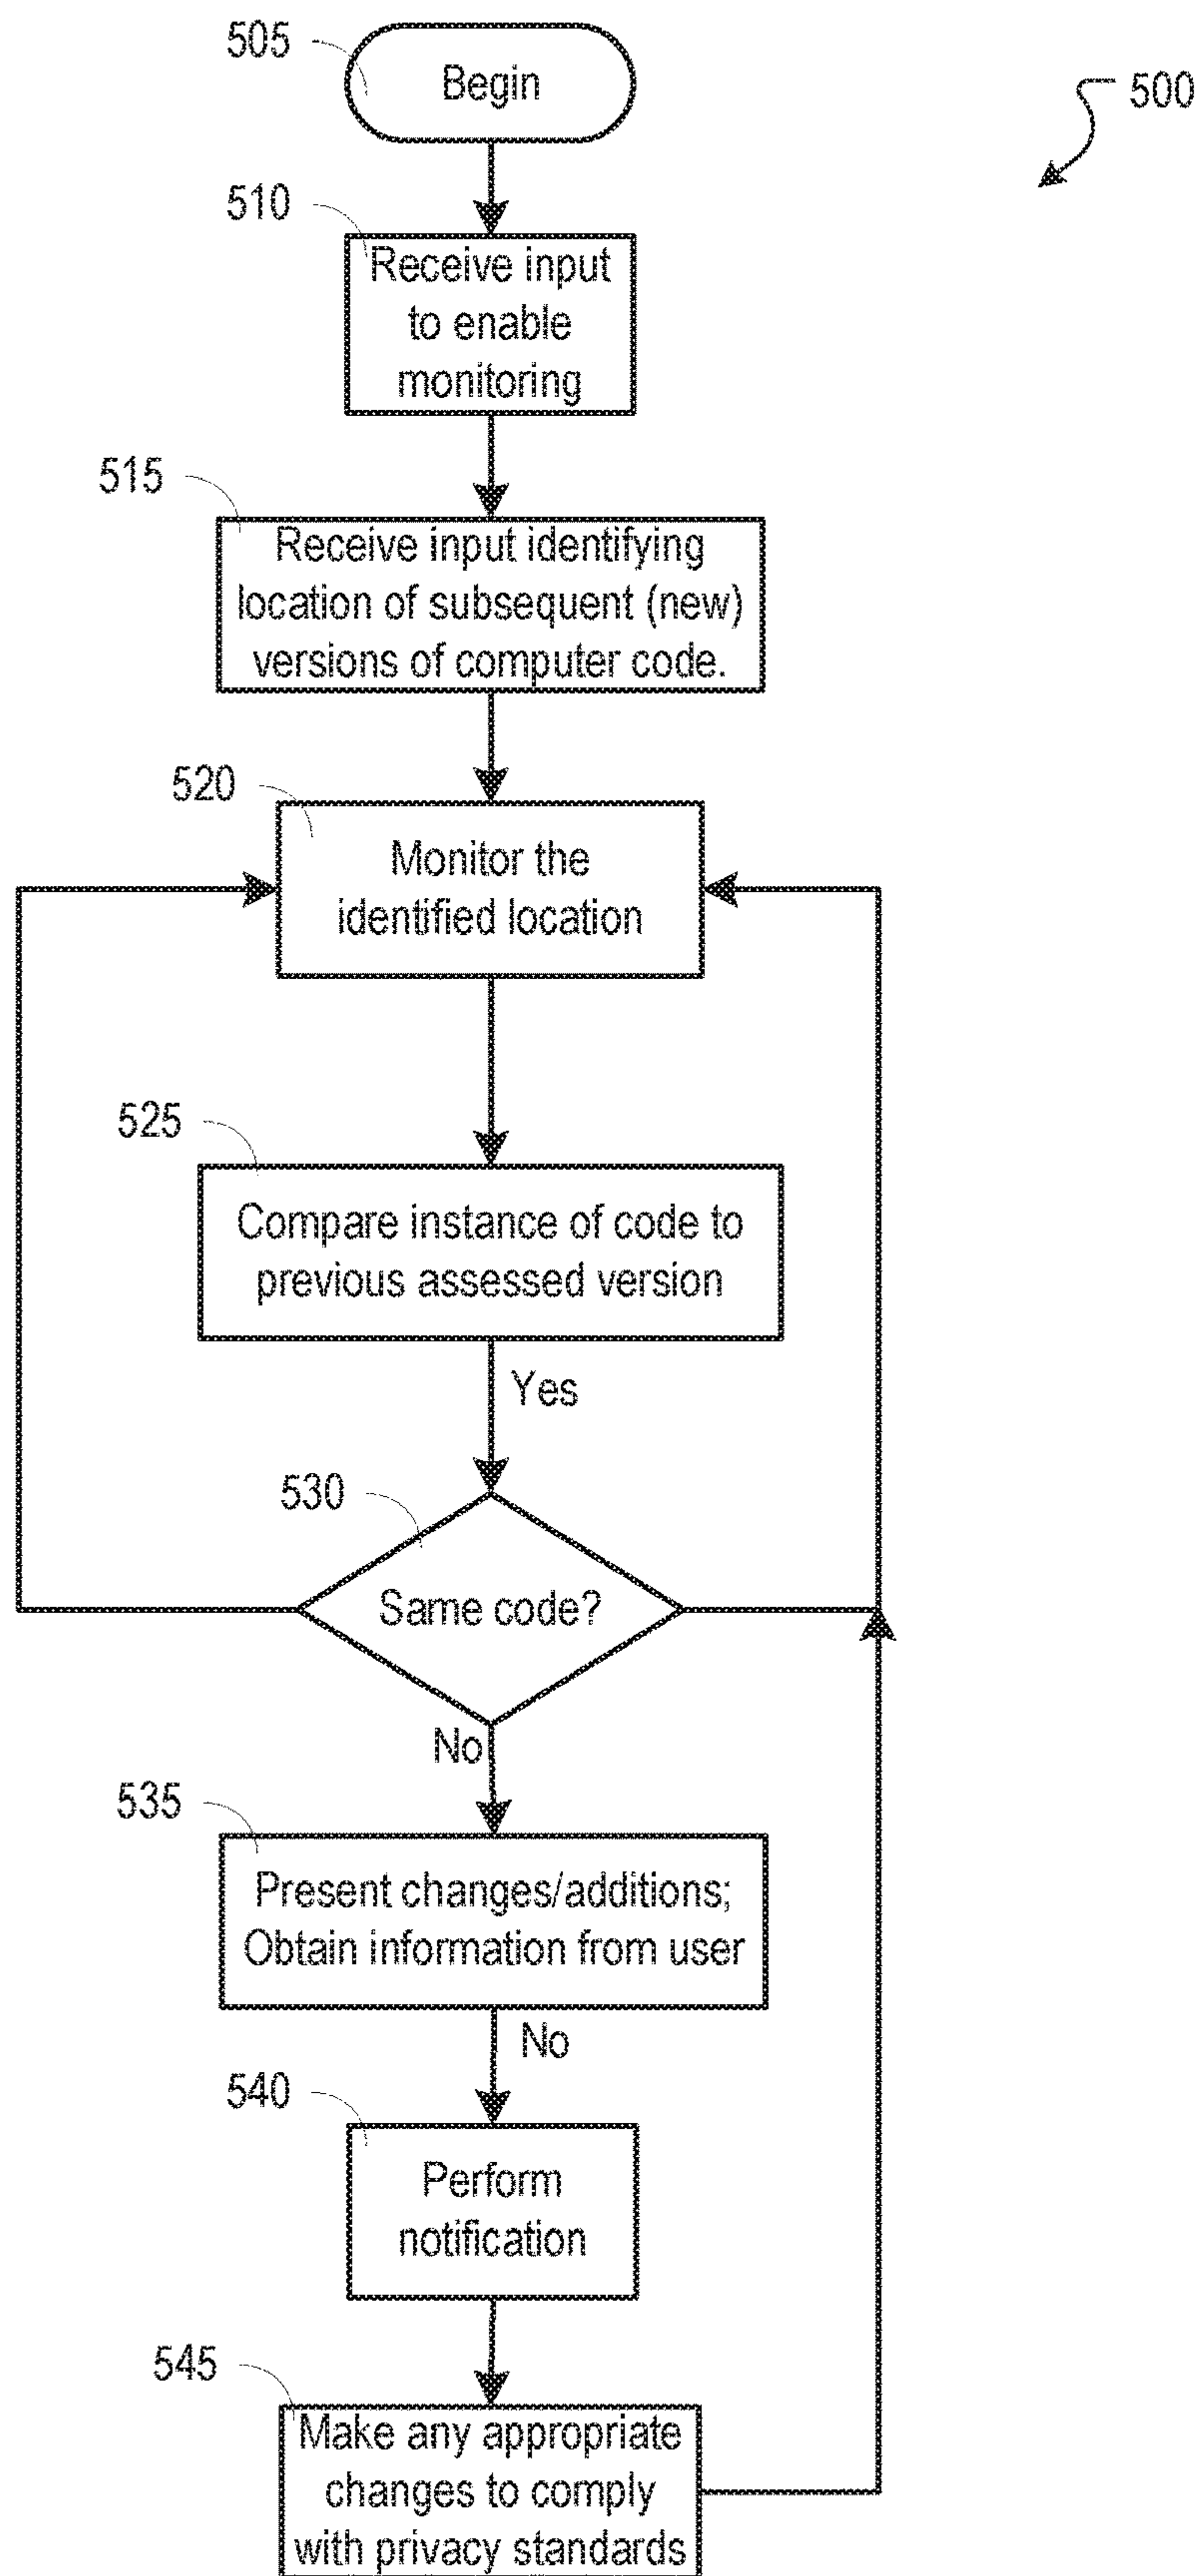 505
Begin
500
510
Receive input
to enable
monitoring
515
Receive input identifying
location of subsequent (new)
versions of computer code.
520
Monitor the
identified location
525
Compare instance of code to
previous assessed version
Yes
530
Same code?
No
535
Present changes/additions;
Obtain information from user
No
540
Perform
notification
545
Make any appropriate
changes to comply
with privacy standards